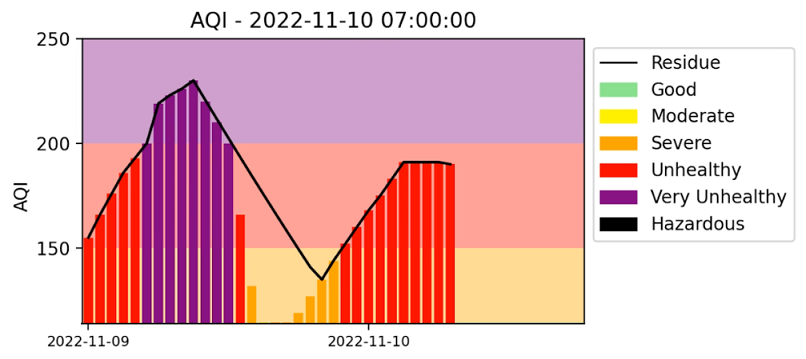 AQI - 2022-11-10 07:00:00
250
200
150
AQI
2022-11-09
2022-11-10
Residue
Good
Moderate
Severe
Unhealthy
Very Unhealthy
Hazardous